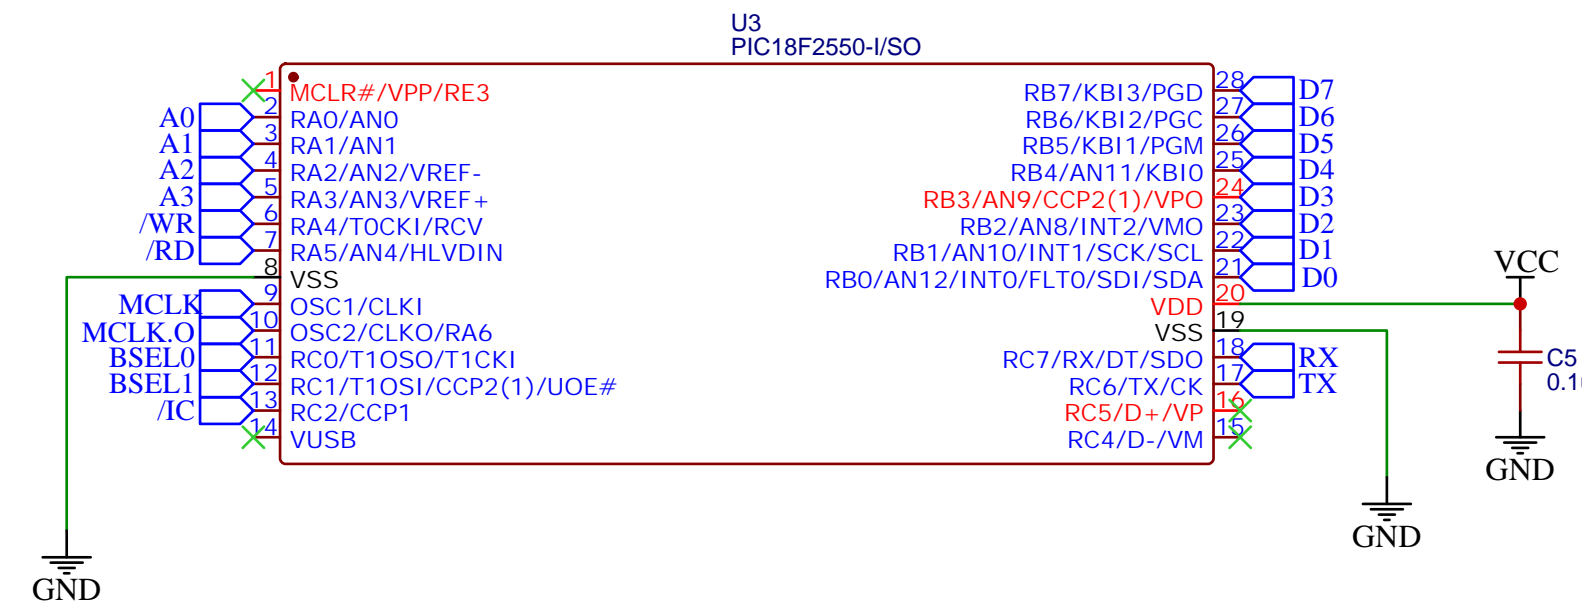 U3
PIC18F2550-I/SO
1 MCLR#/VPP/RE3
A0 2 RA0/AN0
A1 3 RA1/AN1
A2 4 RA2/AN2/VREF-
A3 5 RA3/AN3/VREF+
/WR 6 RA4/T0CKI/RCV
/RD 7 RA5/AN4/HLVDIN
8 VSS
MCLK 9 OSC1/CLKI
MCLK.O 10 OSC2/CLKO/RA6
BSEL0 11 RC0/T1OSO/T1CKI
BSEL1 12 RC1/T1OSI/CCP2(1)/UOE#
/IC 13 RC2/CCP1
14 VUSB
GND
RB7/KBI3/PGD 28 D7
RB6/KBI2/PGC 27 D6
RB5/KBI1/PGM 26 D5
RB4/AN11/KBI0 25 D4
RB3/AN9/CCP2(1)/VPO 24 D3
RB2/AN8/INT2/VMO 23 D2
RB1/AN10/INT1/SCK/SCL 22 D1
RB0/AN12/INT0/FLT0/SDI/SDA 21 D0
VDD 20
VSS 19
RC7/RX/DT/SDO 18 RX
RC6/TX/CK 17 TX
RC5/D+/VP 16
RC4/D-/VM 15
GND
VCC
C5
GND